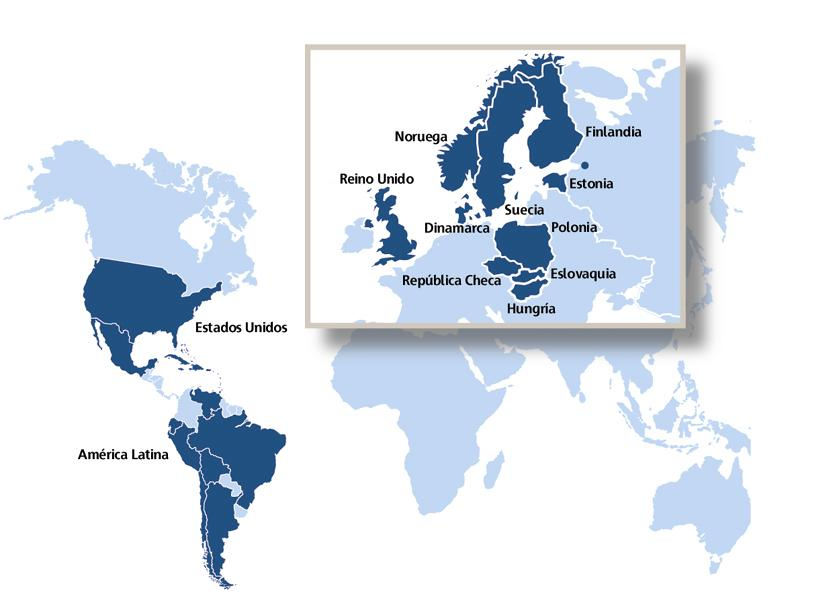 Noruega
Finlandia
Reino Unido
Estonia
Suecia
Dinamarca
Polonia
República Checa
Eslovaquia
Hungría
Estados Unidos
América Latina